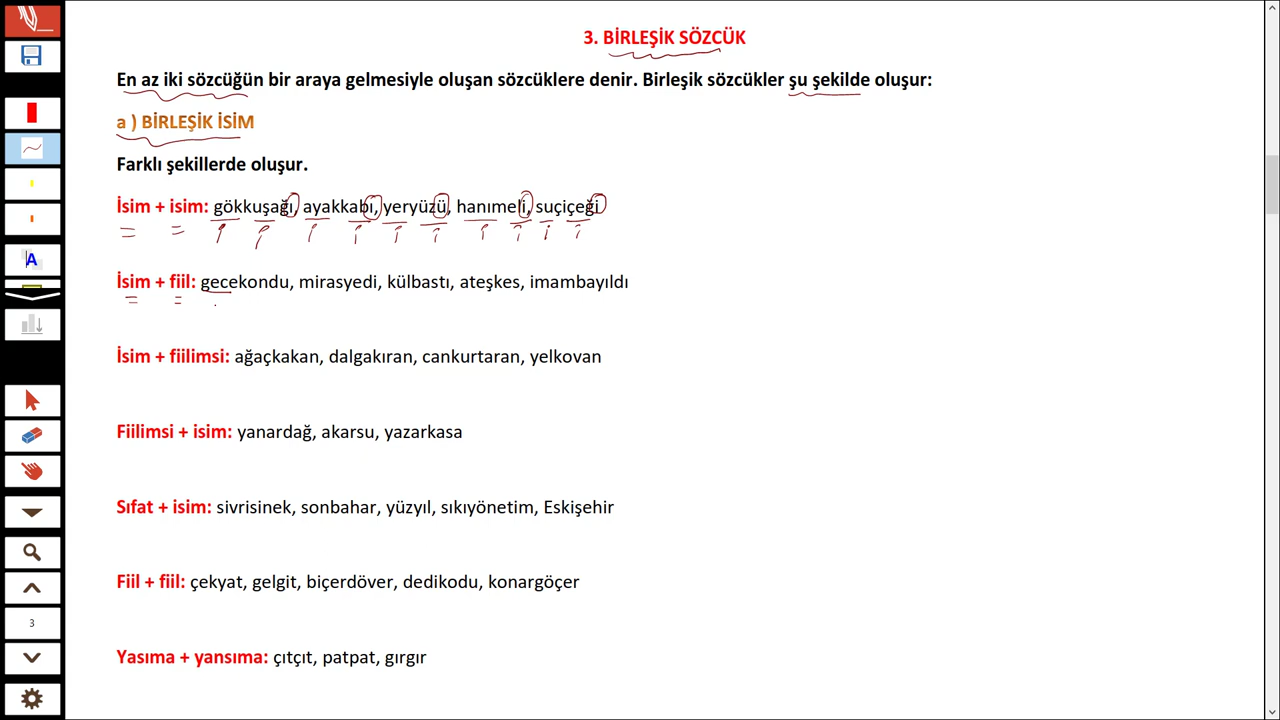 3. BİRLEŞİK SÖZCÜK
En az iki sözcüğün bir araya gelmesiyle oluşan sözcüklere denir. Birleşik sözcükler şu şekilde oluşur:
a ) BİRLEŞİK İSİM
Farklı şekillerde oluşur.
İsim + isim: gökkuşağı, ayakkabı, yeryüzü, hanımeli, suçiçeği
İsim + fiil: gecekondu, mirasyedi, külbastı, ateşkes, imambayıldı
İsim + fiilimsi: ağaçkakan, dalgakıran, cankurtaran, yelkovan
Fiilimsi + isim: yanardağ, akarsu, yazarkasa
Sıfat + isim: sivrisinek, sonbahar, yüzyıl, sıkıyönetim, Eskişehir
Fiil + fiil: çekyat, gelgit, biçerdöver, dedikodu, konargöçer
Yasıma + yansıma: çıtçıt, patpat, gırgır
A
3